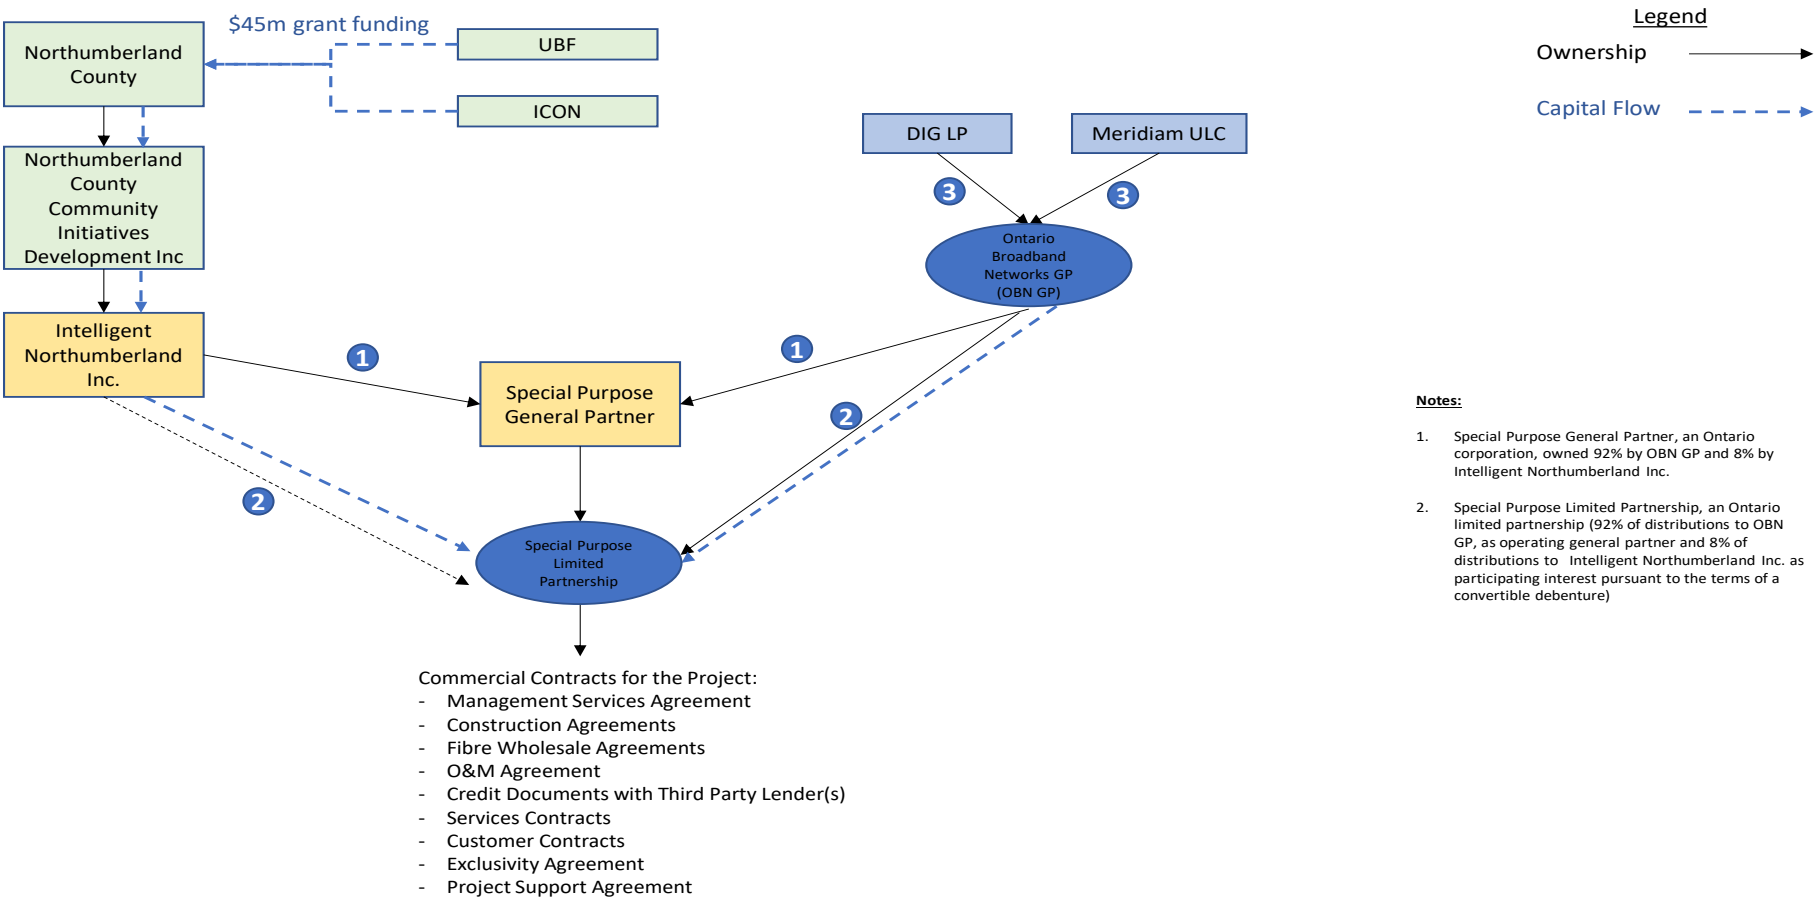 $45m grant funding
Northumberland
County
UBF
ICON
Northumberland
County
Community
Initiatives
Development Inc
Intelligent
Northumberland
Inc.
DIG LP
Meridiam ULC
3
3
Ontario
Broadband
Networks GP
(OBN GP)
1
1
Special Purpose
General Partner
2
2
Special Purpose
Limited
Partnership
Commercial Contracts for the Project:
- Management Services Agreement
- Construction Agreements
- Fibre Wholesale Agreements
- O&M Agreement
- Credit Documents with Third Party Lender(s)
- Services Contracts
- Customer Contracts
- Exclusivity Agreement
- Project Support Agreement
Legend
Ownership
Capital Flow
Notes:
1. Special Purpose General Partner, an Ontario
corporation, owned 92% by OBN GP and 8% by
Intelligent Northumberland Inc.
2. Special Purpose Limited Partnership, an Ontario
limited partnership (92% of distributions to OBN
GP, as operating general partner and 8% of
distributions to Intelligent Northumberland Inc. as
participating interest pursuant to the terms of a
convertible debenture)